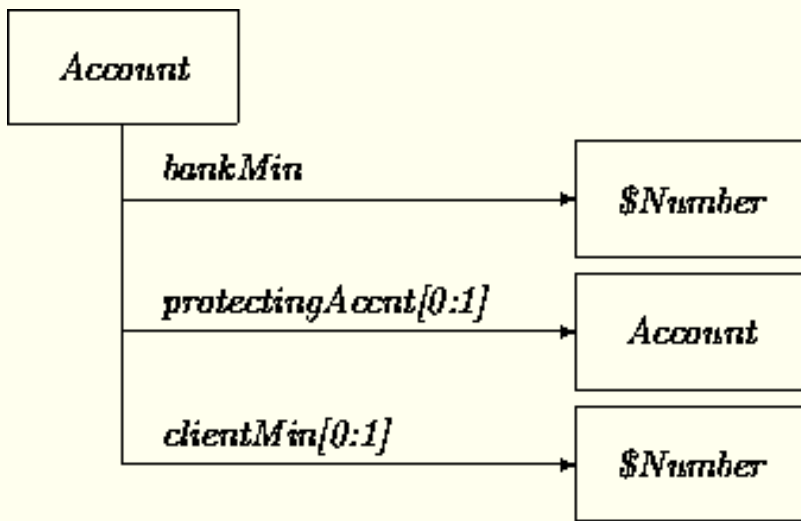 Account
bankMin
$Number
protectingAccnt[0:1]
Account
clientMin[0:1]
$Number